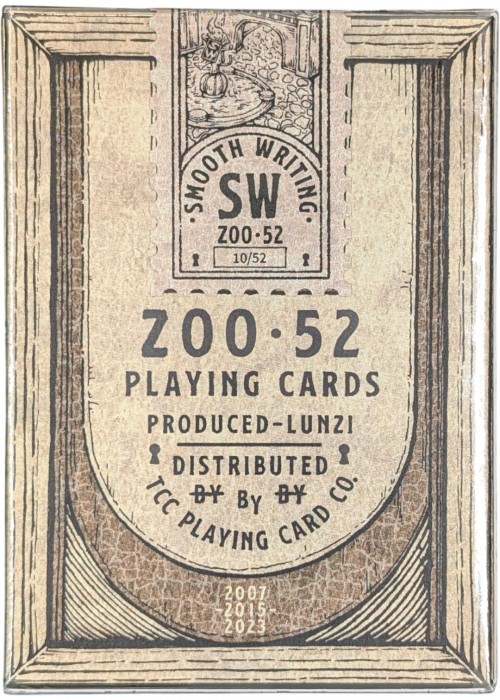 ·SMOOTH WRITING·
SW
ZOO·52
10/52
ZOO·52
PLAYING CARDS
PRODUCED-LUNZI
DISTRIBUTED
BY By BY
TCC PLAYING CARD CO.
2007
-2015-
2023